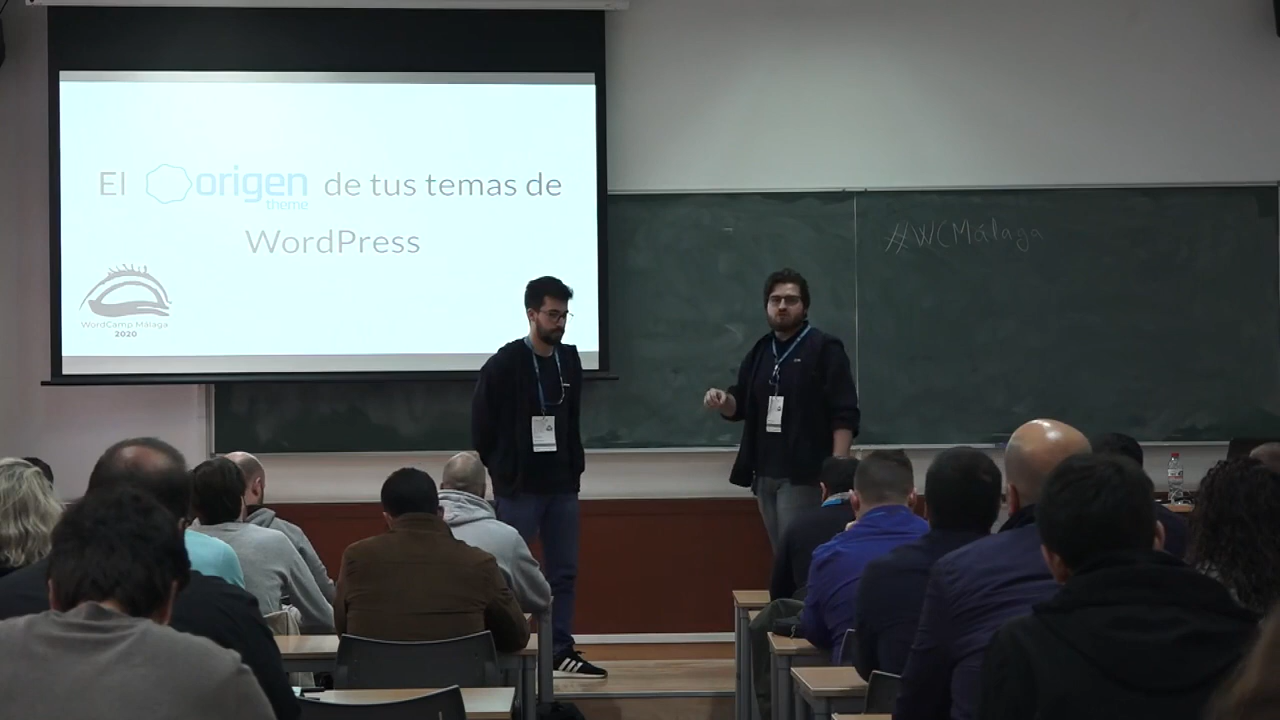 El origen de tus temas de
theme
WordPress
WordCamp Málaga
2020
#WCMálaga